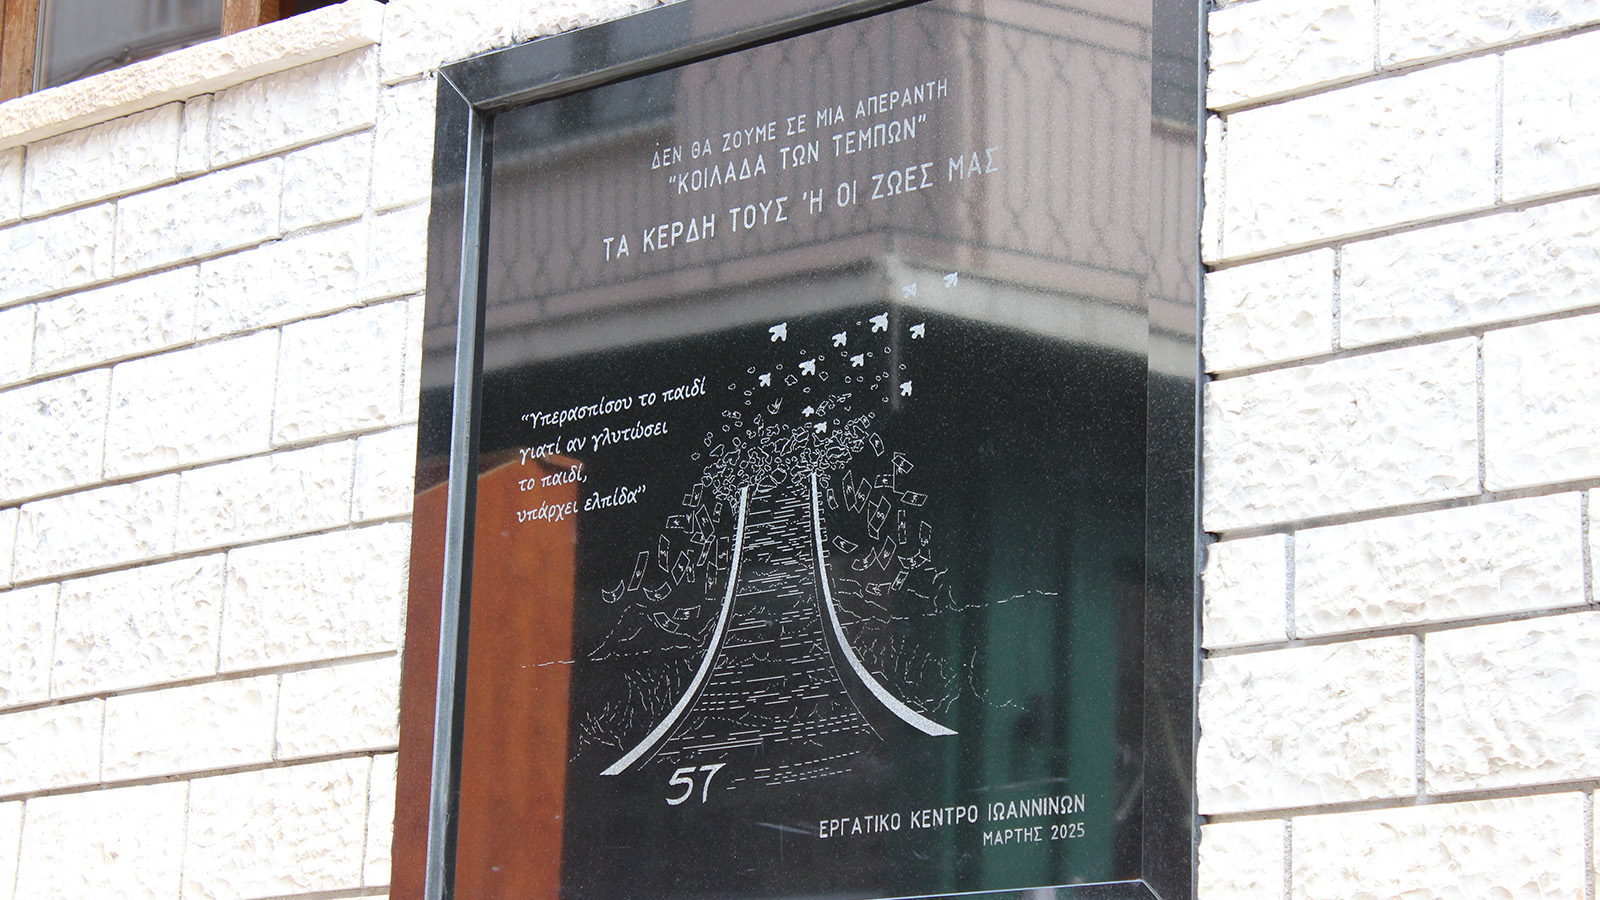 ΔΕΝ ΘΑ ΖΟΥΜΕ ΣΕ ΜΙΑ ΑΠΕΡΑΝΤΗ
"ΚΟΙΛΑΔΑ ΤΩΝ ΤΕΜΠΩΝ"
ΤΑ ΚΕΡΔΗ ΤΟΥΣ Ή ΟΙ ΖΩΕΣ ΜΑΣ
“Υπερασπίσου το παιδί
γιατί αν γλυτώσει
το παιδί,
υπάρχει ελπίδα”
57
ΕΡΓΑΤΙΚΟ ΚΕΝΤΡΟ ΙΩΑΝΝΙΝΩΝ
ΜΑΡΤΗΣ 2025